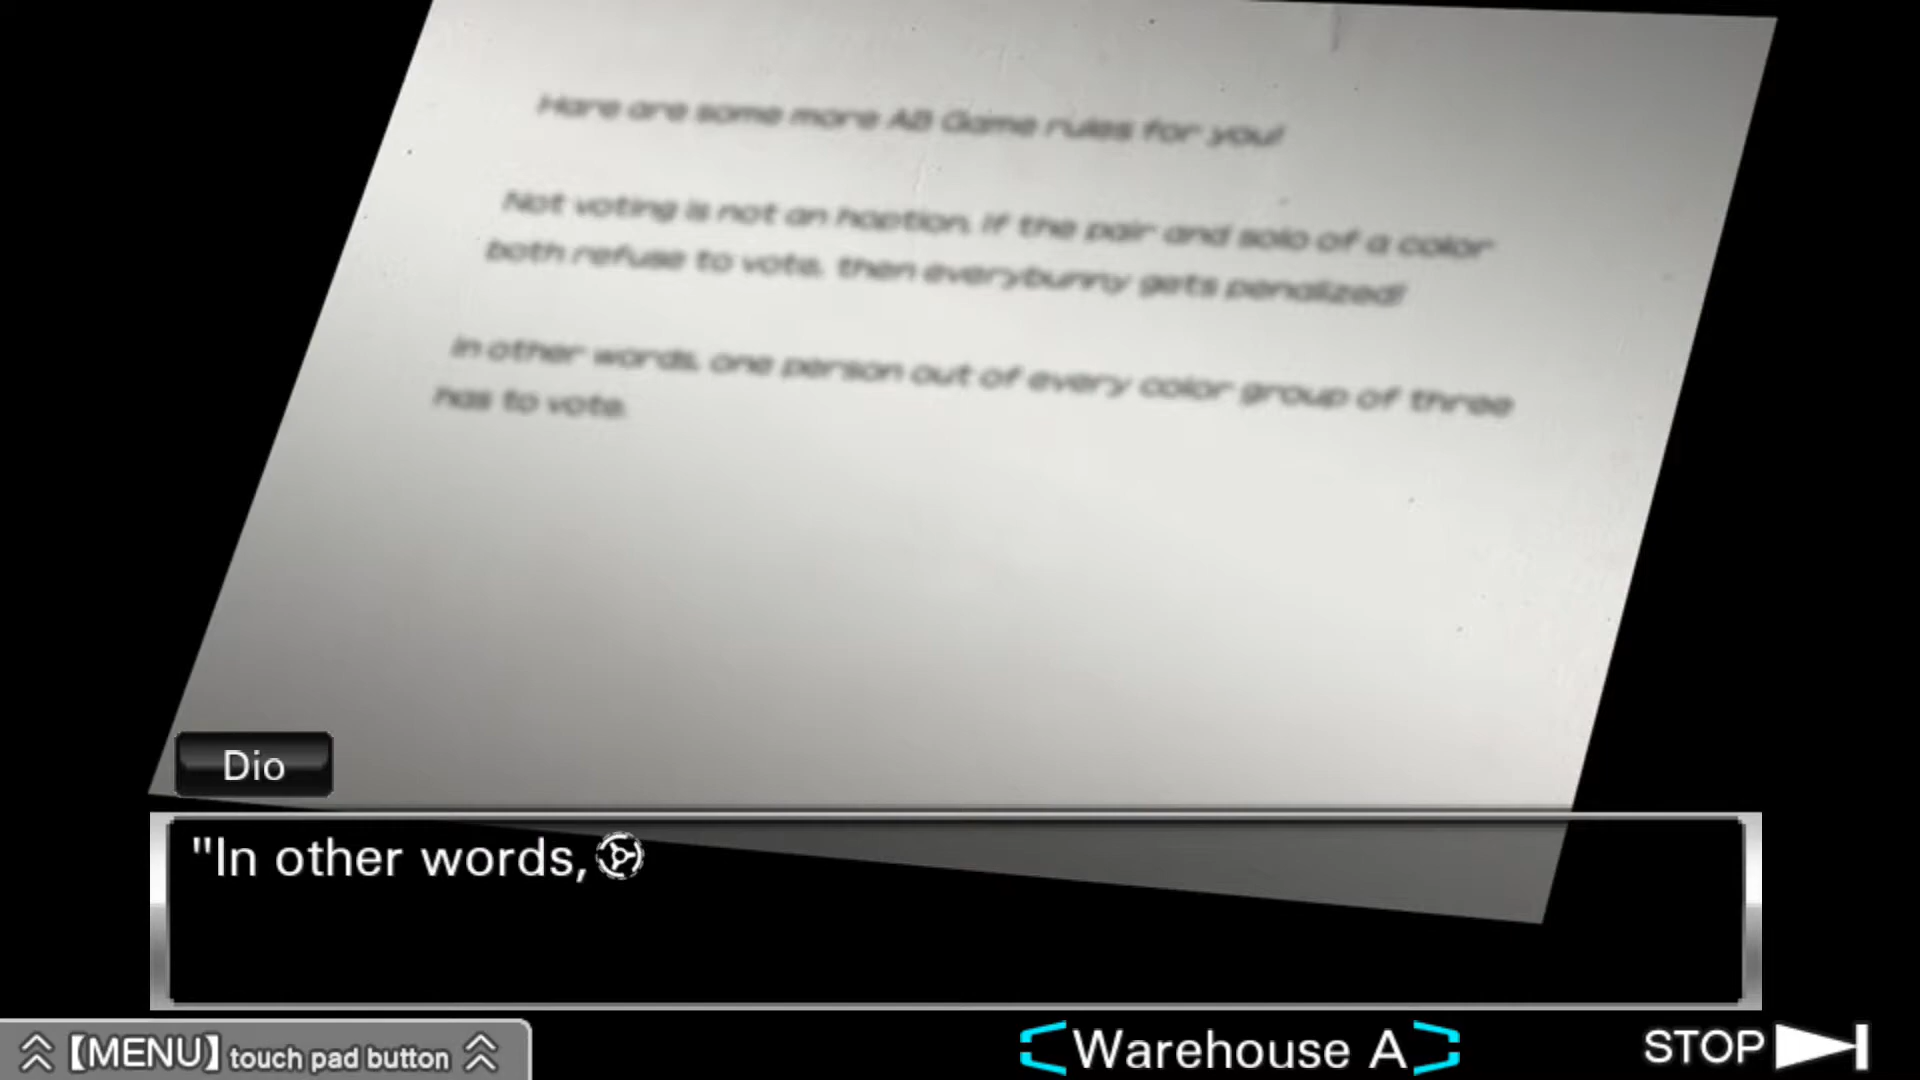 Hare are some more AB Game rules for you!
Not voting is not an hoption. If the pair and solo of a color
both refuse to vote, then everybunny gets penalized!
In other words, one person out of every color group of three
has to vote.
Dio
"In other words,
【MENU】touch pad button
Warehouse A
STOP